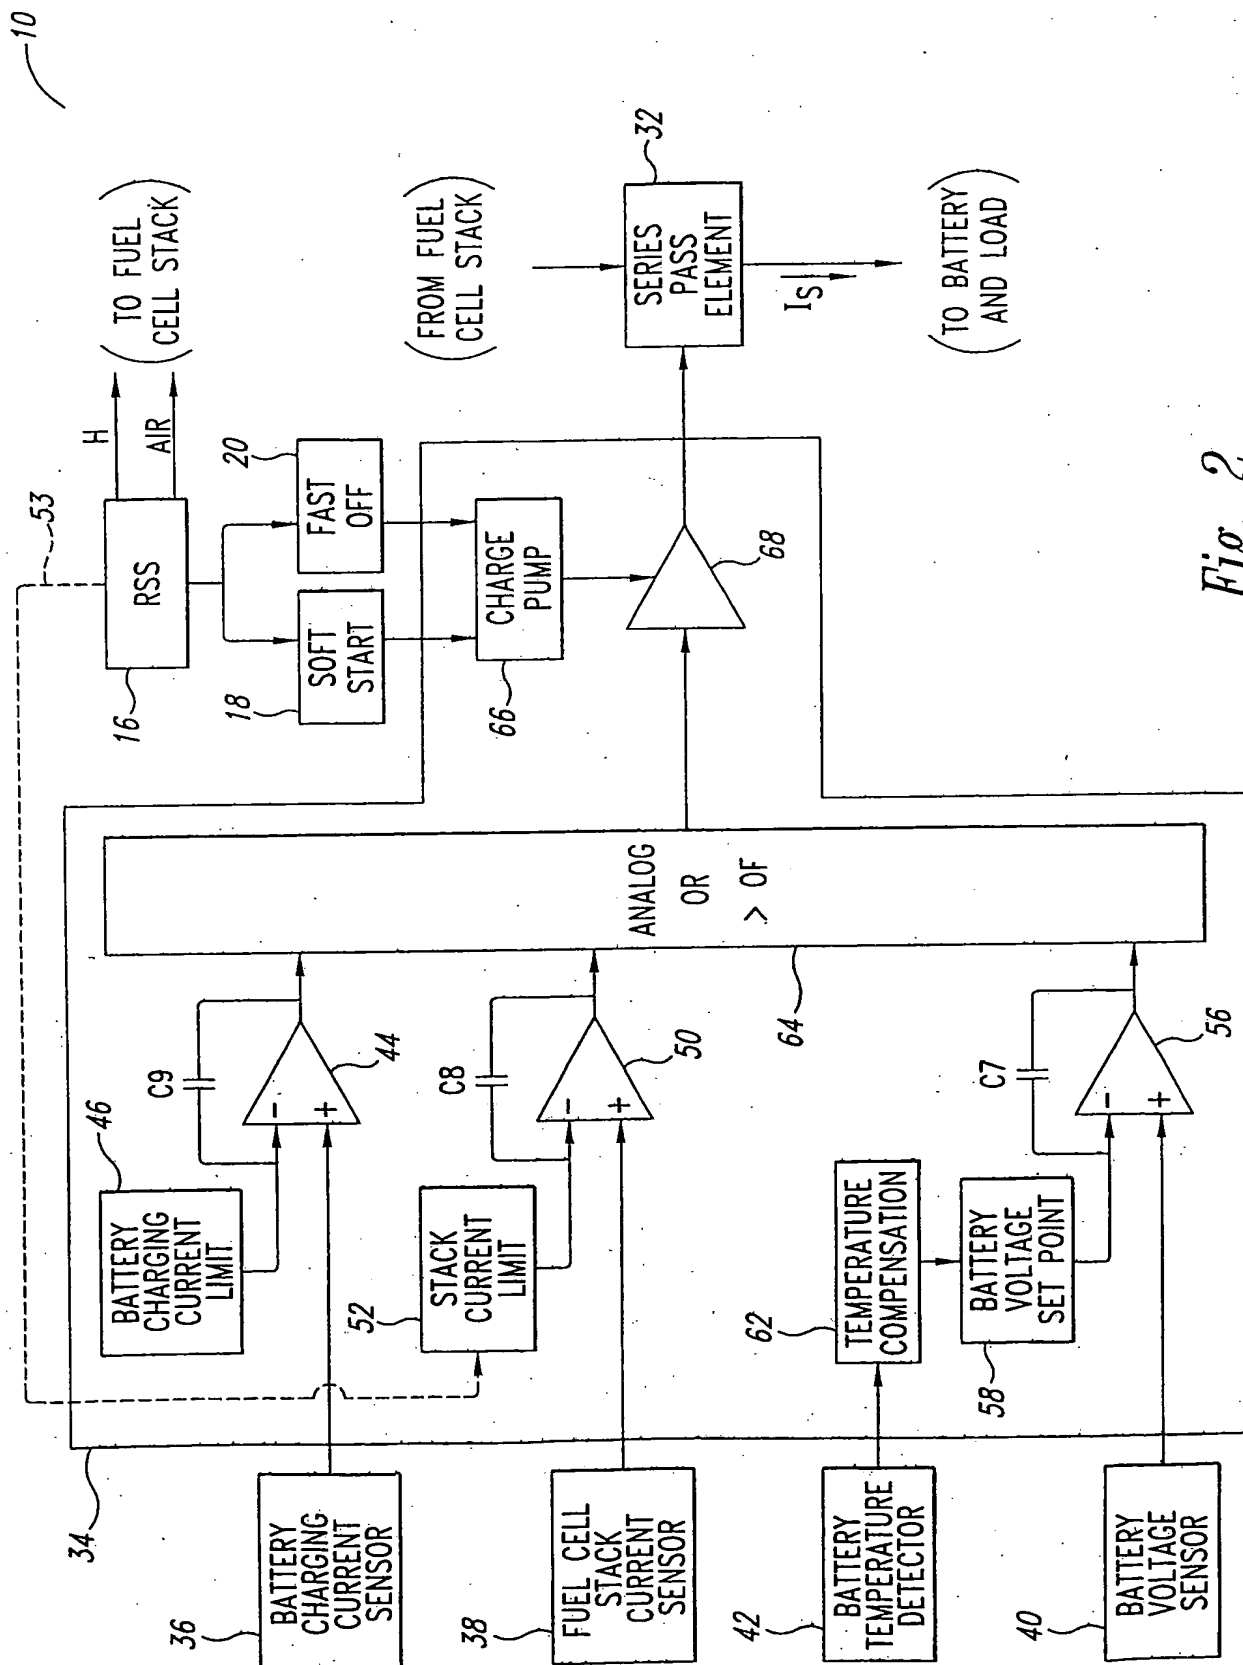 10
53
RSS
16
H
AIR
(TO FUEL
CELL STACK)
SOFT
START
18
FAST
OFF
20
(FROM FUEL
CELL STACK)
CHARGE
PUMP
66
68
SERIES
PASS
ELEMENT
32
IS
(TO BATTERY
AND LOAD)
34
BATTERY
CHARGING
CURRENT
SENSOR
36
BATTERY
CHARGING
CURRENT
LIMIT
46
C9
-
+
44
FUEL CELL
STACK
CURRENT
SENSOR
38
STACK
CURRENT
LIMIT
52
C8
-
+
50
BATTERY
TEMPERATURE
DETECTOR
42
TEMPERATURE
COMPENSATION
62
BATTERY
VOLTAGE
SET POINT
58
BATTERY
VOLTAGE
SENSOR
40
C7
-
+
56
ANALOG
OR
> OF
64
Fig. 2